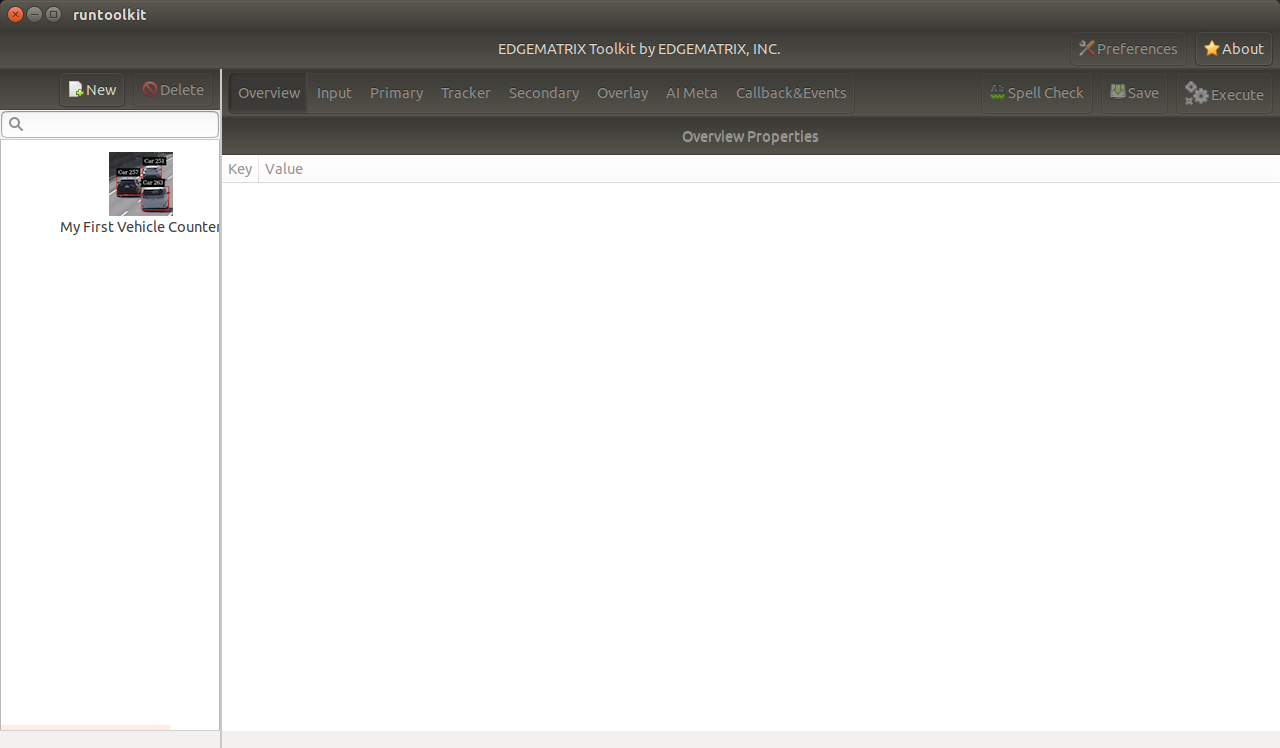 runtoolkit
EDGEMATRIX Toolkit by EDGEMATRIX, INC.
Preferences
About
New
Delete
Overview
Input
Primary
Tracker
Secondary
Overlay
AI Meta
Callback&Events
Spell Check
Save
Execute
Overview Properties
Key
Value
Car 251
Car 257
Car 263
My First Vehicle Counter